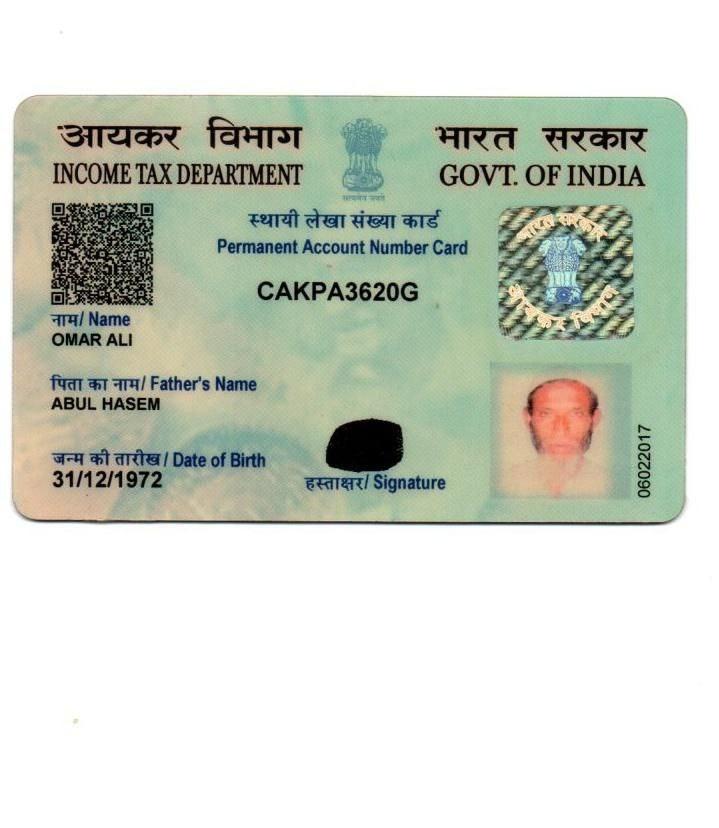 आयकर विभाग
INCOME TAX DEPARTMENT
भारत सरकार
GOVT. OF INDIA
सत्यमेव जयते
स्थायी लेखा संख्या कार्ड
Permanent Account Number Card
CAKPA3620G
भारत सरकार
आयकर विभाग
नाम/ Name
OMAR ALI
पिता का नाम/ Father's Name
ABUL HASEM
जन्म की तारीख / Date of Birth
31/12/1972
हस्ताक्षर/ Signature
06022017